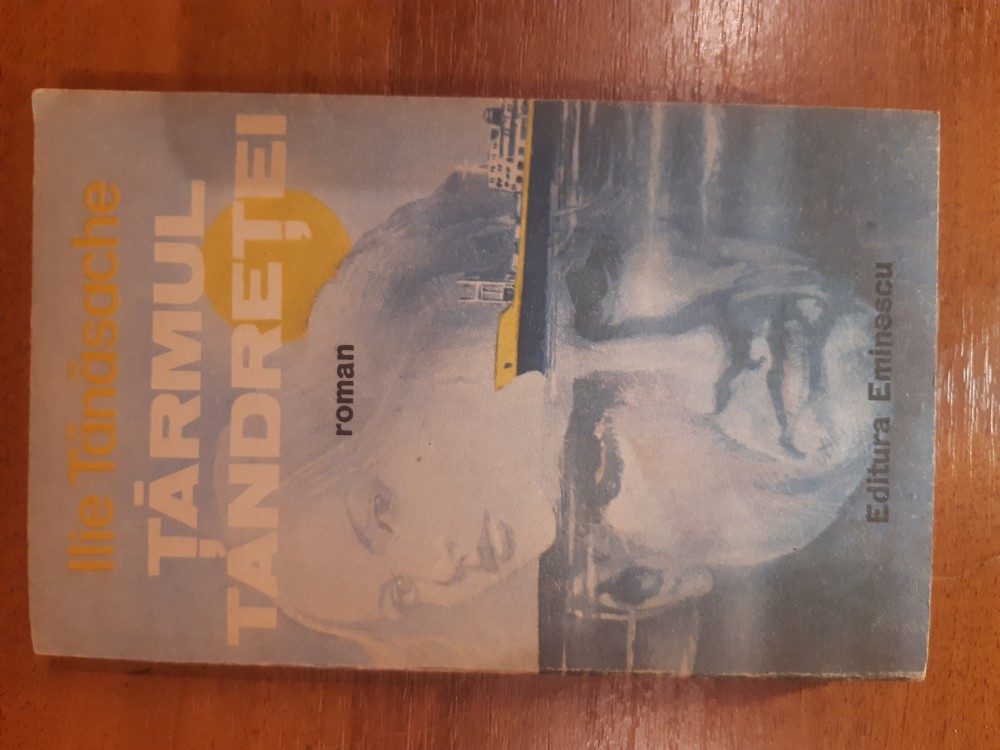 Ilie Tănăsache
ȚĂRMUL
TANDREȚEI
roman
Editura Eminescu